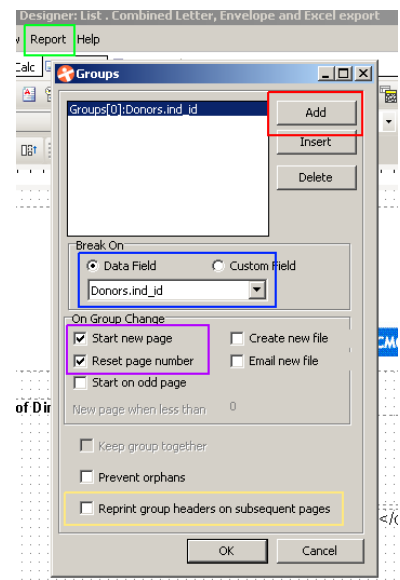 Designer: List . Combined Letter, Envelope and Excel export
Report Help
Calc
Groups
Groups[0]:Donors.ind_id
Add
Insert
Delete
Break On
Data Field Custom Field
Donors.ind_id
On Group Change
Start new page Create new file
Reset page number Email new file
Start on odd page
of Dir
New page when less than 0
Keep group together
Prevent orphans
Reprint group headers on subsequent pages
OK Cancel